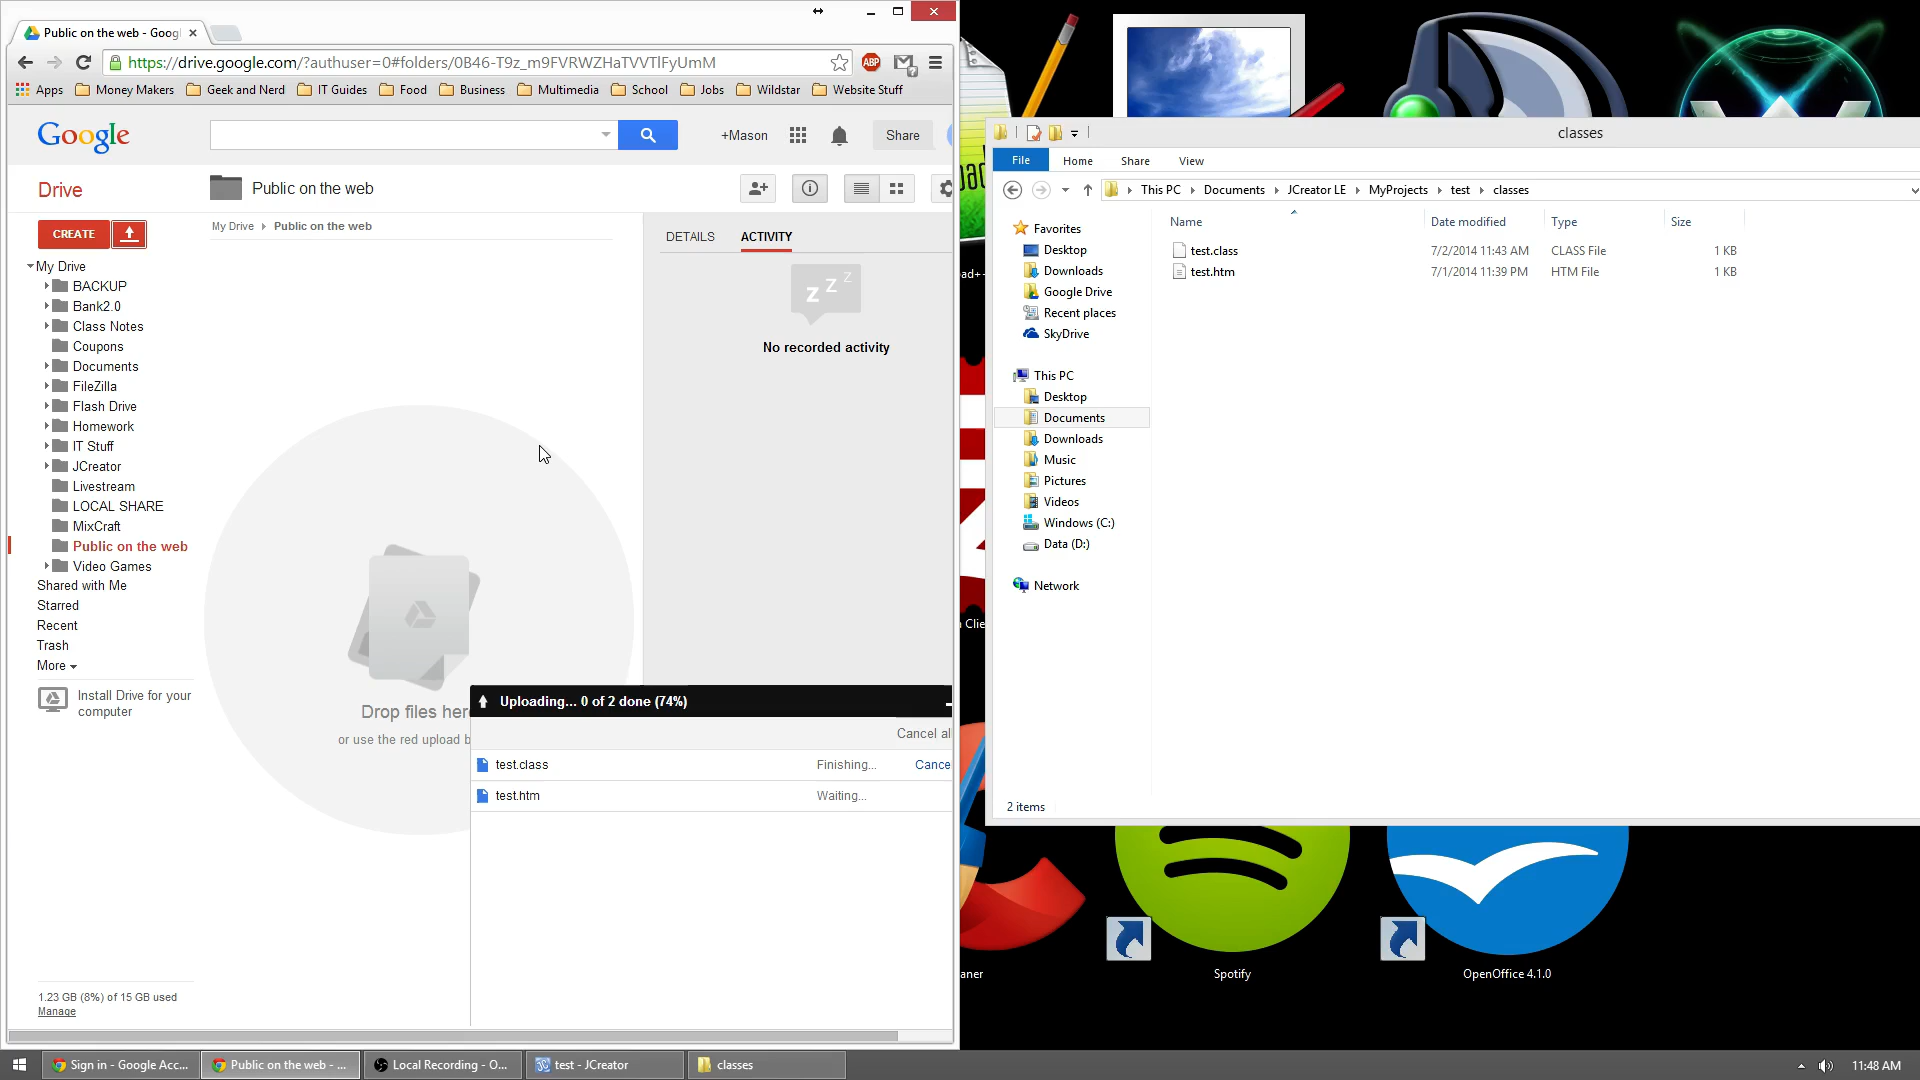 Public on the web - Googl
https://drive.google.com/?authuser=0#folders/0B46-T9z_m9FVRWZHaTVVTlFyUmM
ABP
Apps Money Makers Geek and Nerd IT Guides Food Business Multimedia School Jobs Wildstar Website Stuff
Google
+Mason
Share
Drive
Public on the web
CREATE
My Drive Public on the web
DETAILS ACTIVITY
z z z
No recorded activity
My Drive
BACKUP
Bank2.0
Class Notes
Coupons
Documents
FileZilla
Flash Drive
Homework
IT Stuff
JCreator
Livestream
LOCAL SHARE
MixCraft
Public on the web
Video Games
Shared with Me
Starred
Recent
Trash
More
Install Drive for your
computer
Drop files here
or use the red upload b
Uploading... 0 of 2 done (74%)
Cancel al
test.class Finishing... Cance
test.htm Waiting...
1.23 GB (8%) of 15 GB used
Manage
classes
File Home Share View
This PC Documents JCreator LE MyProjects test classes
Name Date modified Type Size
test.class 7/2/2014 11:43 AM CLASS File 1 KB
test.htm 7/1/2014 11:39 PM HTM File 1 KB
Favorites
Desktop
Downloads
Google Drive
Recent places
SkyDrive
This PC
Desktop
Documents
Downloads
Music
Pictures
Videos
Windows (C:)
Data (D:)
Network
2 items
ad++
n Clie
aner
Spotify
OpenOffice 4.1.0
Sign in - Google Acc... Public on the web - ... Local Recording - O... test - JCreator classes
11:48 AM